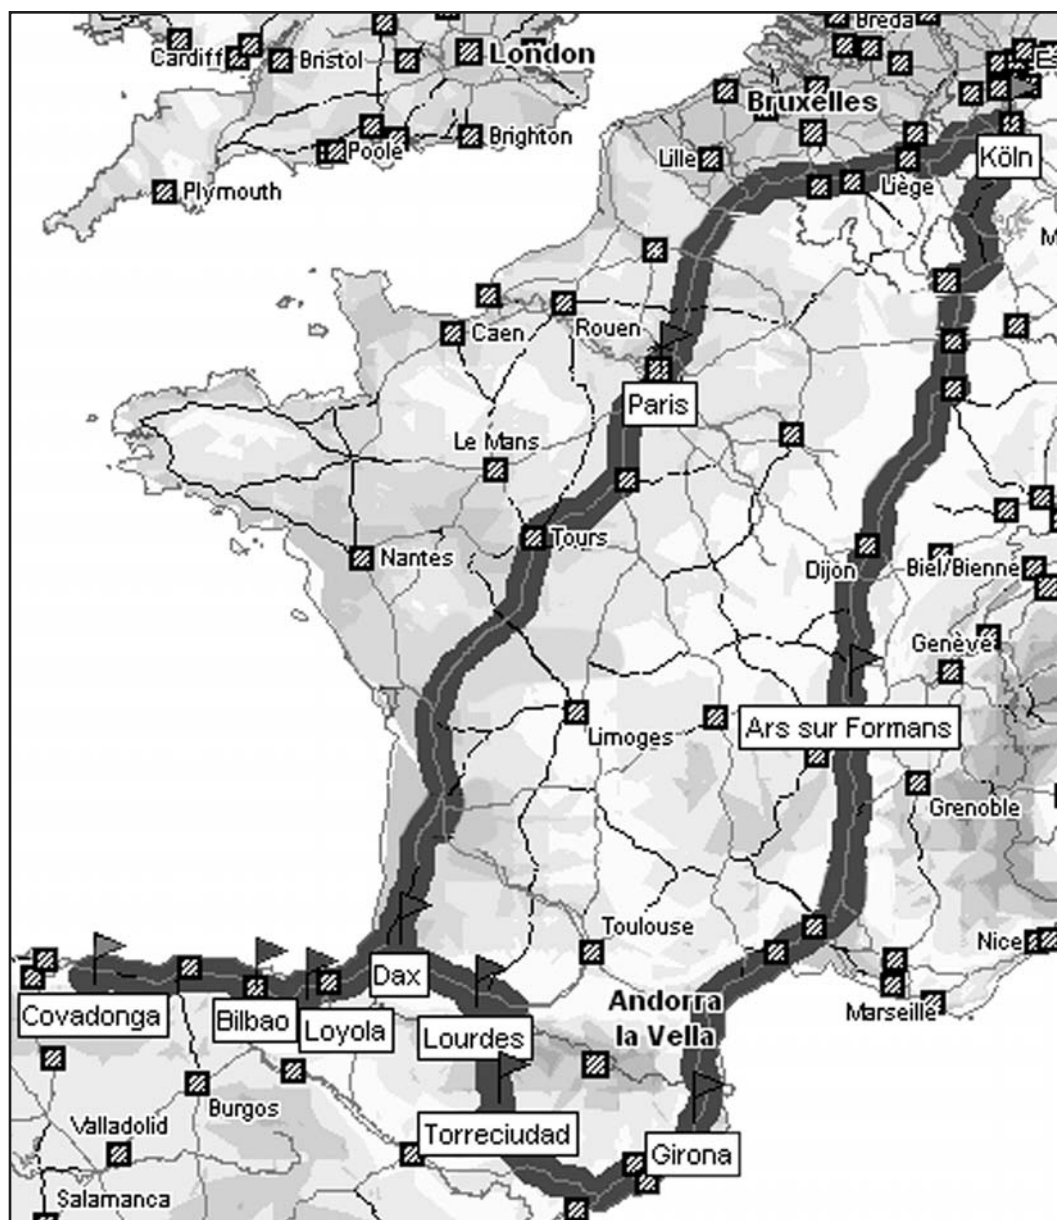 Breda
Cardiff
Bristol
London
Es
Bruxelles
Poole
Brighton
Lille
Köln
Plymouth
Liège
M
Rouen
Caen
Paris
Le Mans
Tours
Nantes
Dijon
Biel/Bienne
Genève
Limoges
Ars sur Formans
Grenoble
Toulouse
Nice
Dax
Covadonga
Bilbao
Loyola
Lourdes
Andorra
la Vella
Marseille
Burgos
Valladolid
Torreciudad
Girona
Salamanca